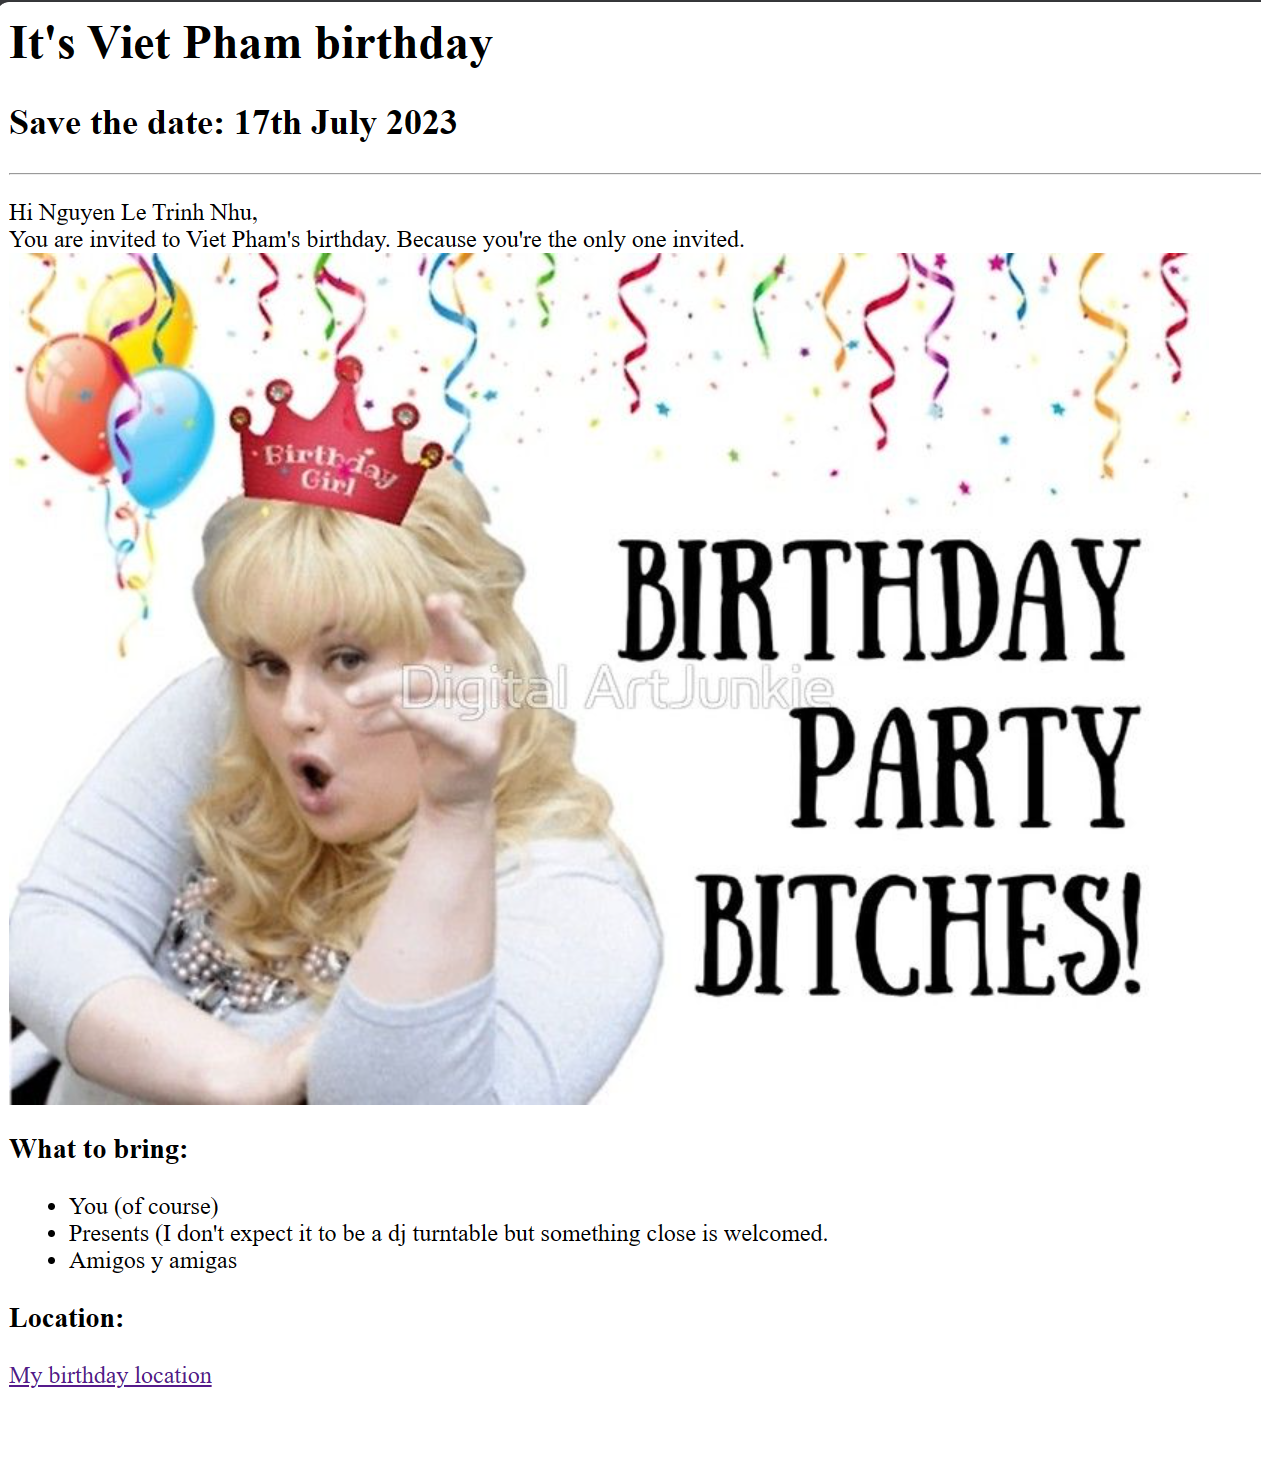 It's Viet Pham birthday
Save the date: 17th July 2023
Hi Nguyen Le Trinh Nhu,
You are invited to Viet Pham's birthday. Because you're the only one invited.
Birthday
Girl
BIRTHDAY
Digital ArtJunkie
PARTY
BITCHES!
What to bring:
• You (of course)
• Presents (I don't expect it to be a dj turntable but something close is welcomed.
• Amigos y amigas
Location:
My birthday location